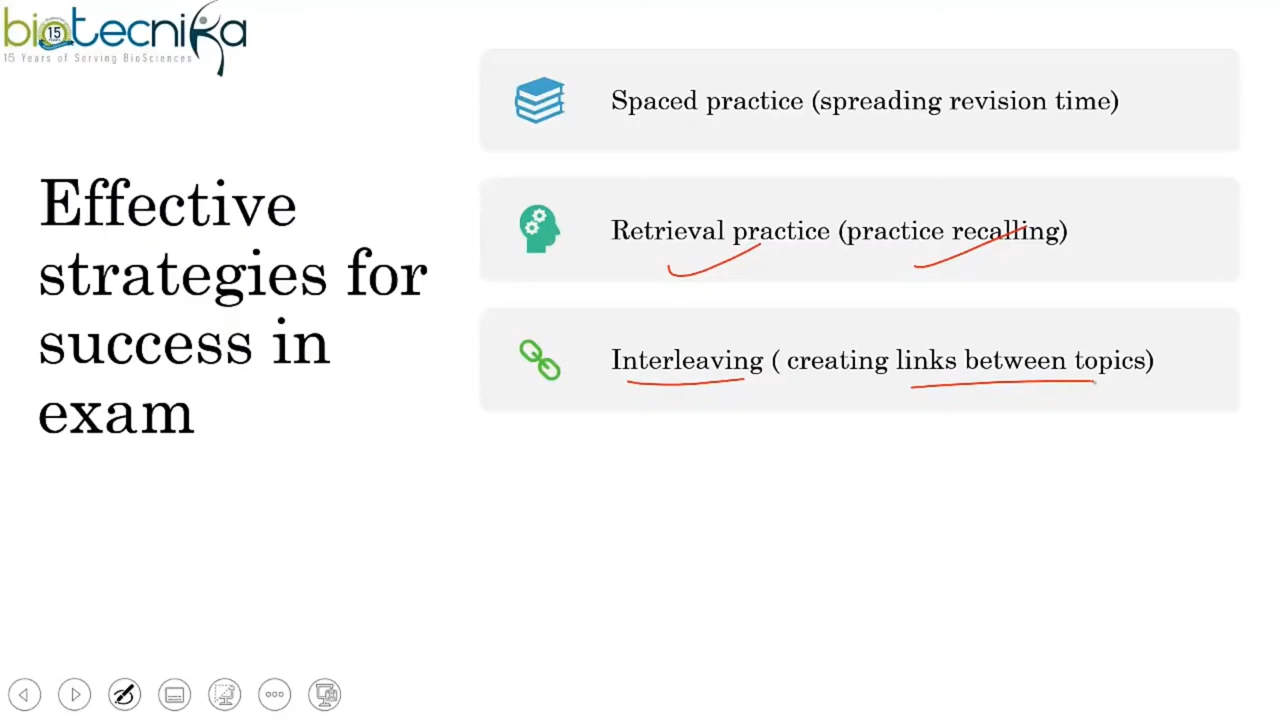 biotecnika
15
15 Years of Serving BioSciences
Effective
strategies for
success in
exam
Spaced practice (spreading revision time)
Retrieval practice (practice recalling)
Interleaving ( creating links between topics)